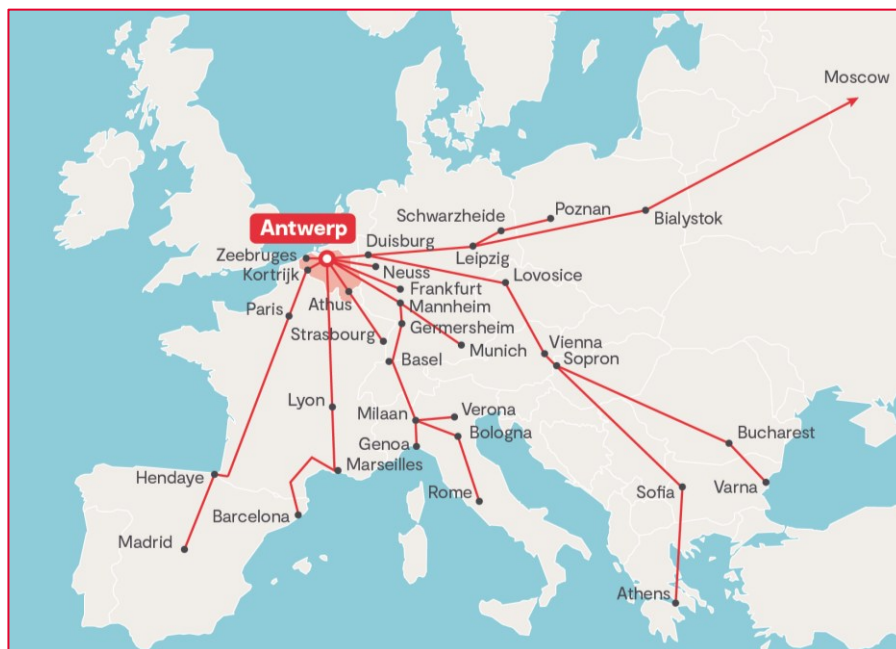 Moscow
Antwerp
Schwarzheide
Poznan
Bialystok
Duisburg
Leipzig
Zeebruges
Neuss
Lovosice
Kortrijk
Frankfurt
Athus
Mannheim
Paris
Germersheim
Strasbourg
Munich
Vienna
Sopron
Basel
Lyon
Milaan
Verona
Bologna
Bucharest
Genoa
Marseilles
Hendaye
Rome
Sofia
Varna
Barcelona
Madrid
Athens